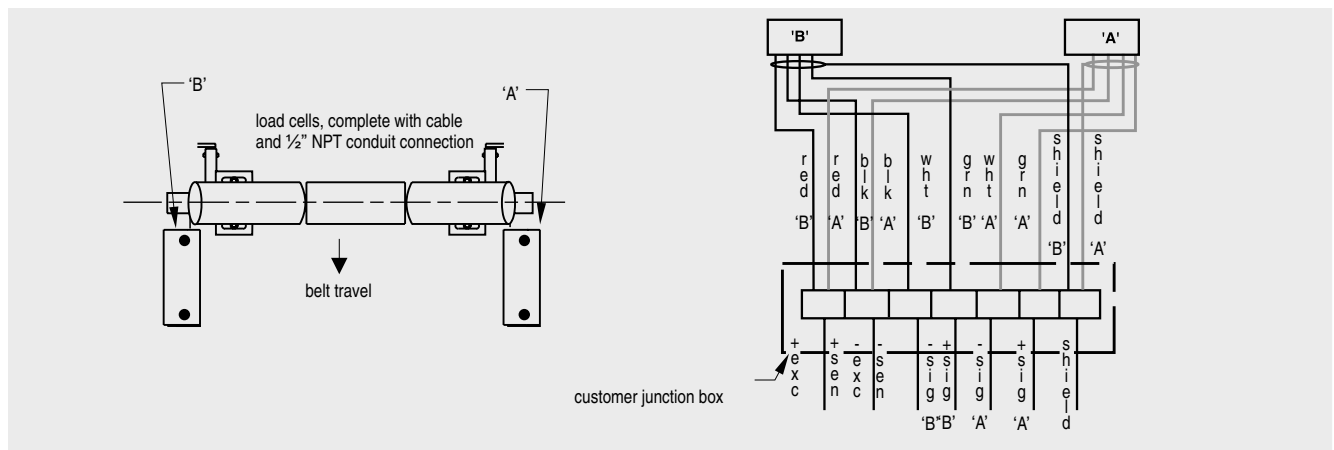 ‘B’
‘A’
load cells, complete with cable
and ½” NPT conduit connection
belt travel
'B'
'A'
red 'B'
red 'A'
blk 'B'
blk 'A'
wht 'B'
grn 'B'
wht 'A'
grn 'A'
shield 'B'
shield 'A'
+exc
+sen
-exc
-sen
-sig 'B'
+sig 'B'
-sig 'A'
+sig 'A'
shield
customer junction box